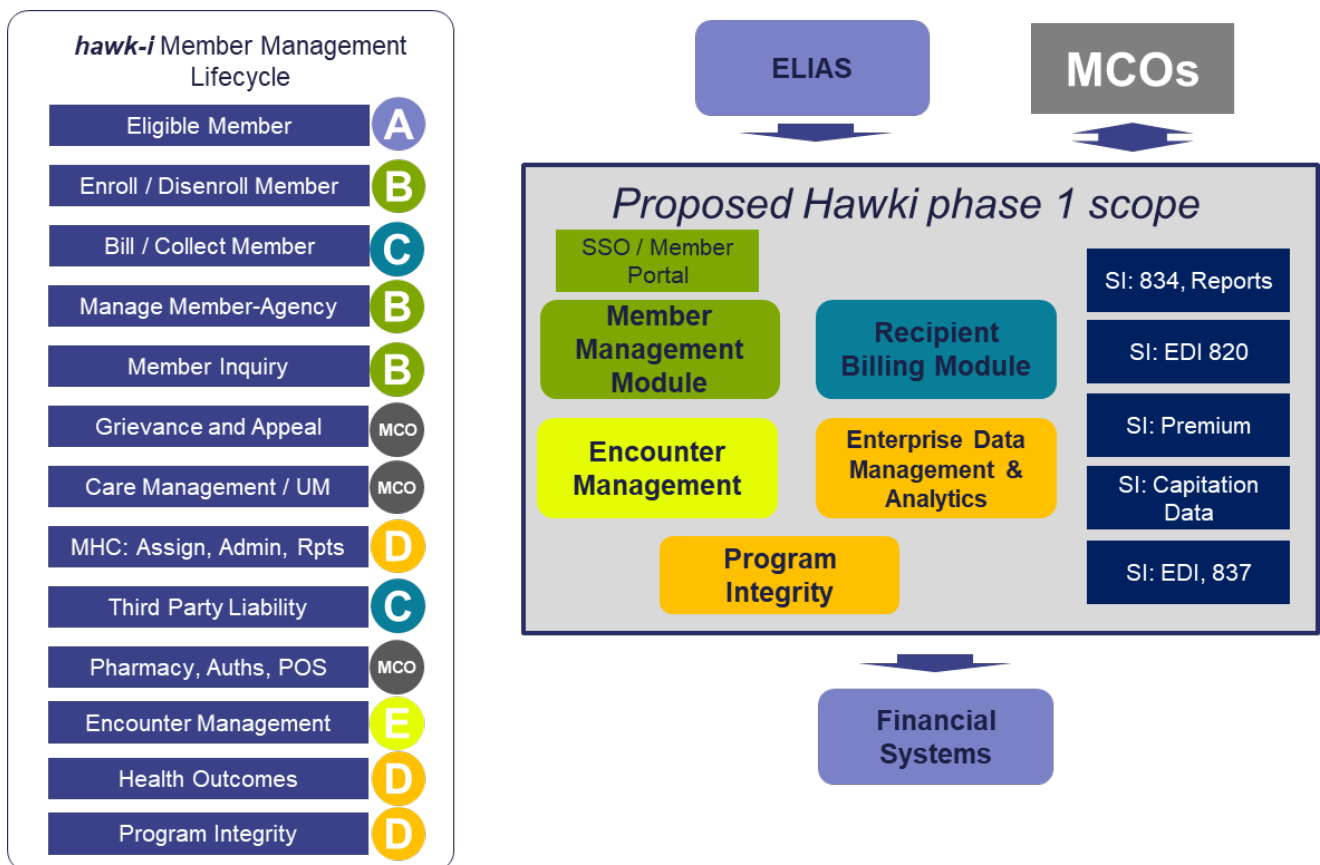 hawk-i Member Management
Lifecycle
Eligible Member
A
Enroll / Disenroll Member
B
Bill / Collect Member
C
Manage Member-Agency
B
Member Inquiry
B
Grievance and Appeal
MCO
Care Management / UM
MCO
MHC: Assign, Admin, Rpts
D
Third Party Liability
C
Pharmacy, Auths, POS
MCO
Encounter Management
E
Health Outcomes
D
Program Integrity
D
ELIAS
MCOs
Proposed Hawki phase 1 scope
SSO / Member
Portal
Member
Management
Module
Recipient
Billing Module
Encounter
Management
Enterprise Data
Management &
Analytics
Program
Integrity
SI: 834, Reports
SI: EDI 820
SI: Premium
SI: Capitation
Data
SI: EDI, 837
Financial
Systems